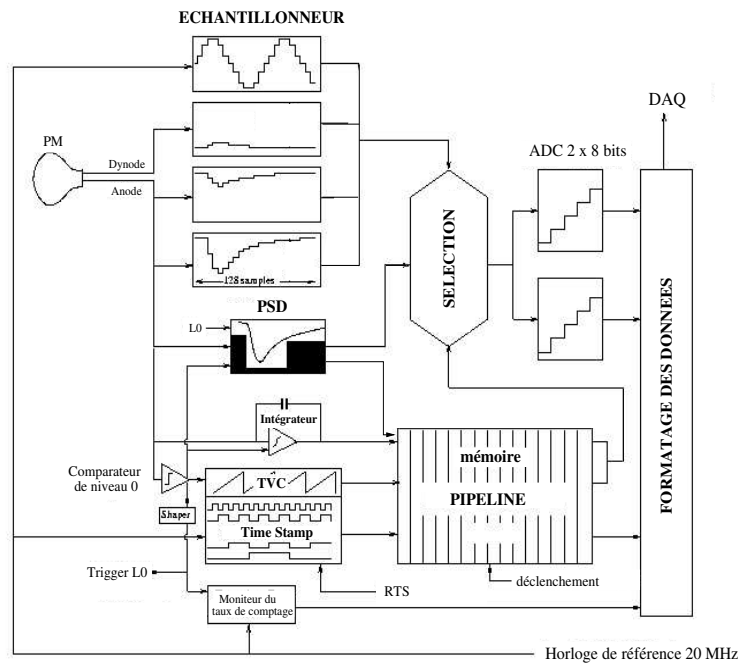 ECHANTILLONNEUR
DAQ
PM
Dynode
Anode
ADC 2 x 8 bits
SELECTION
FORMATAGE DES DONNEES
128 samples
PSD
L0
Intégrateur
mémoire
Comparateur
de niveau 0
TVC
PIPELINE
Shaper
Time Stamp
Trigger L0
RTS
déclenchement
Moniteur du
taux de comptage
Horloge de référence 20 MHz